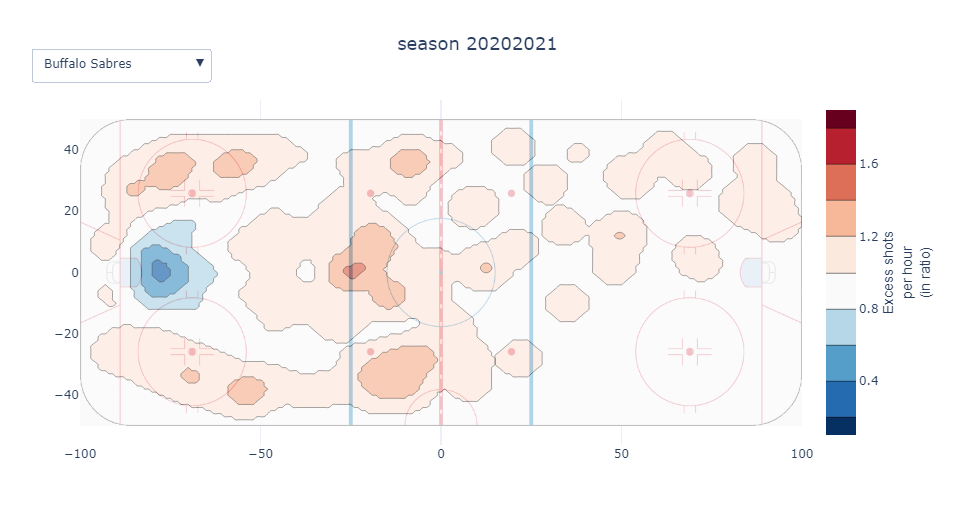 season 20202021
Buffalo Sabres ▼
40
20
0
−20
−40
−100
−50
0
50
100
1.6
1.2
0.8
0.4
Excess shots
per hour
(in ratio)